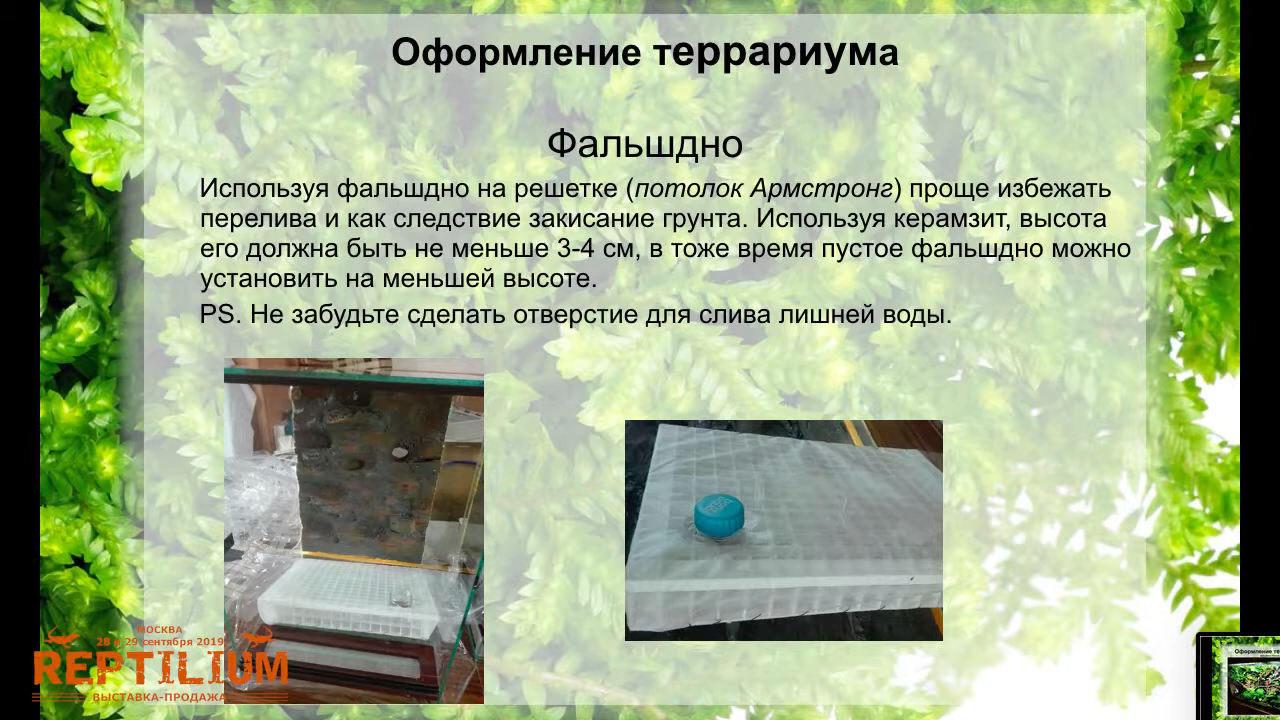 Оформление террариума
Фальшдно
Используя фальшдно на решетке (потолок Армстронг) проще избежать
перелива и как следствие закисание грунта. Используя керамзит, высота
его должна быть не меньше 3-4 см, в тоже время пустое фальшдно можно
установить на меньшей высоте.
PS. Не забудьте сделать отверстие для слива лишней воды.
МОСКВА
28 и 29 сентября 2019
REPTILIUM
ВЫСТАВКА-ПРОДАЖА
Оформление те